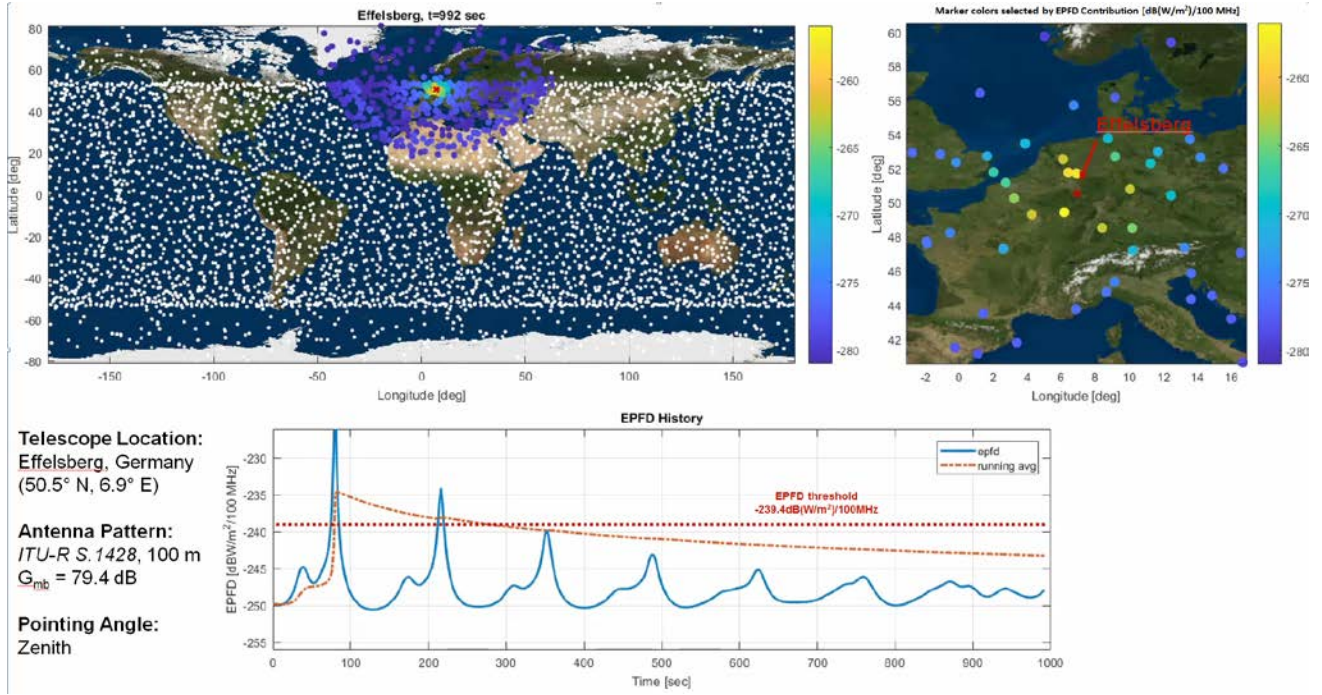 Effelsberg, t=992 sec
Marker colors selected by EPFD Contribution [dB(W/m²)/100 MHz]
80
60
40
20
0
-20
-40
-60
-80
Latitude [deg]
-150
-100
-50
0
50
100
150
Longitude [deg]
-260
-265
-270
-275
-280
60
58
56
54
52
50
48
46
44
42
Latitude [deg]
Effelsberg
-2
0
2
4
6
8
10
12
14
16
Longitude [deg]
-260
-265
-270
-275
-280
Telescope Location:
Effelsberg, Germany
(50.5° N, 6.9° E)
Antenna Pattern:
ITU-R S.1428, 100 m
Gmb = 79.4 dB
Pointing Angle:
Zenith
EPFD History
EPFD [dBW/m²/100 MHz]
-230
-235
-240
-245
-250
-255
epfd
running avg
EPFD threshold
-239.4dB(W/m²)/100MHz
0
100
200
300
400
500
600
700
800
900
1000
Time [sec]